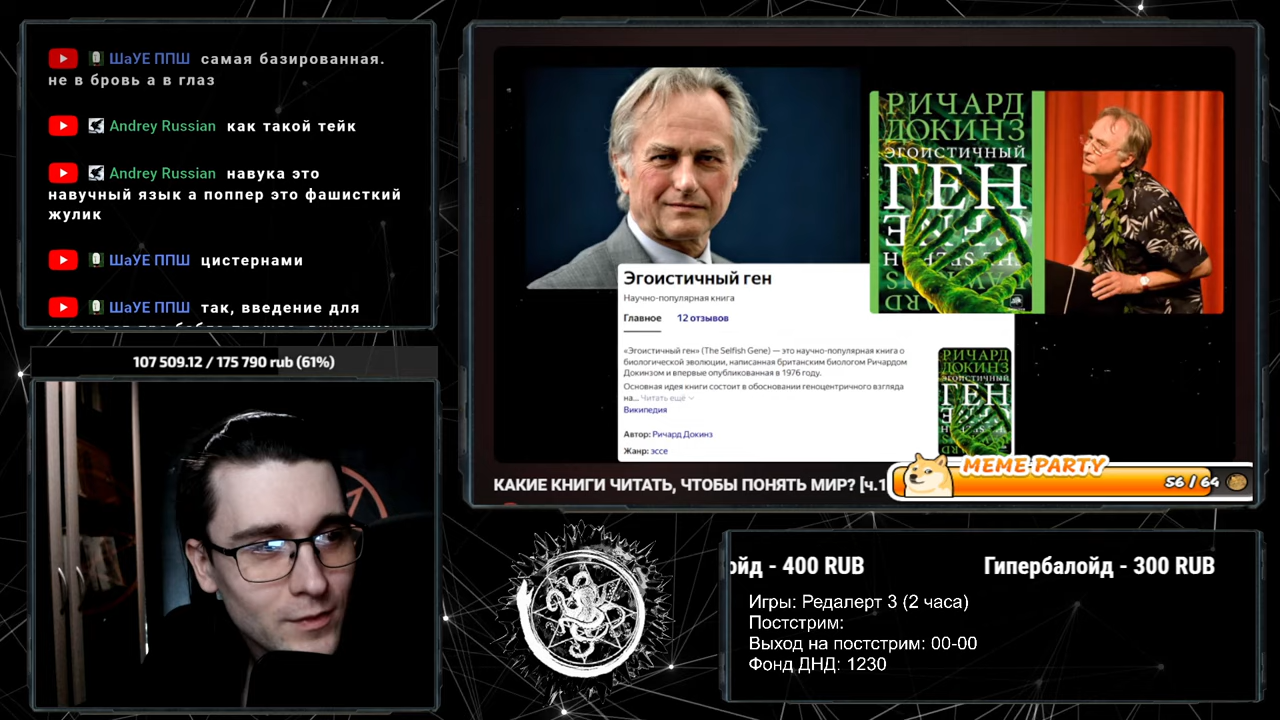 ШаУЕ ППШ самая базированная.
не в бровь а в глаз
Andrey Russian как такой тейк
Andrey Russian навука это
навучный язык а поппер это фашисткий
жулик
ШаУЕ ППШ цистернами
ШаУЕ ППШ так, введение для
107 509.12 / 175 790 rub (61%)
РИЧАРД
ДОКИНЗ
ЭГОИСТИЧНЫЙ
ГЕН
Эгоистичный ген
Научно-популярная книга
Главное 12 отзывов
«Эгоистичный ген» (The Selfish Gene) — это научно-популярная книга о
биологической эволюции, написанная британским биологом Ричардом
Докинзом и впервые опубликованная в 1976 году.
Основная идея книги состоит в обосновании геноцентричного взгляда
на... Читать ещё
Википедия
Автор: Ричард Докинз
Жанр: эссе
РИЧАРД
ДОКИНЗ
ЭГОИСТИЧНЫЙ
ГЕН
КАКИЕ КНИГИ ЧИТАТЬ, ЧТОБЫ ПОНЯТЬ МИР? [ч.1
MEME PARTY
56 / 64
ойд - 400 RUB Гипербалойд - 300 RUB
Игры: Редалерт 3 (2 часа)
Постстрим:
Выход на постстрим: 00-00
Фонд ДНД: 1230